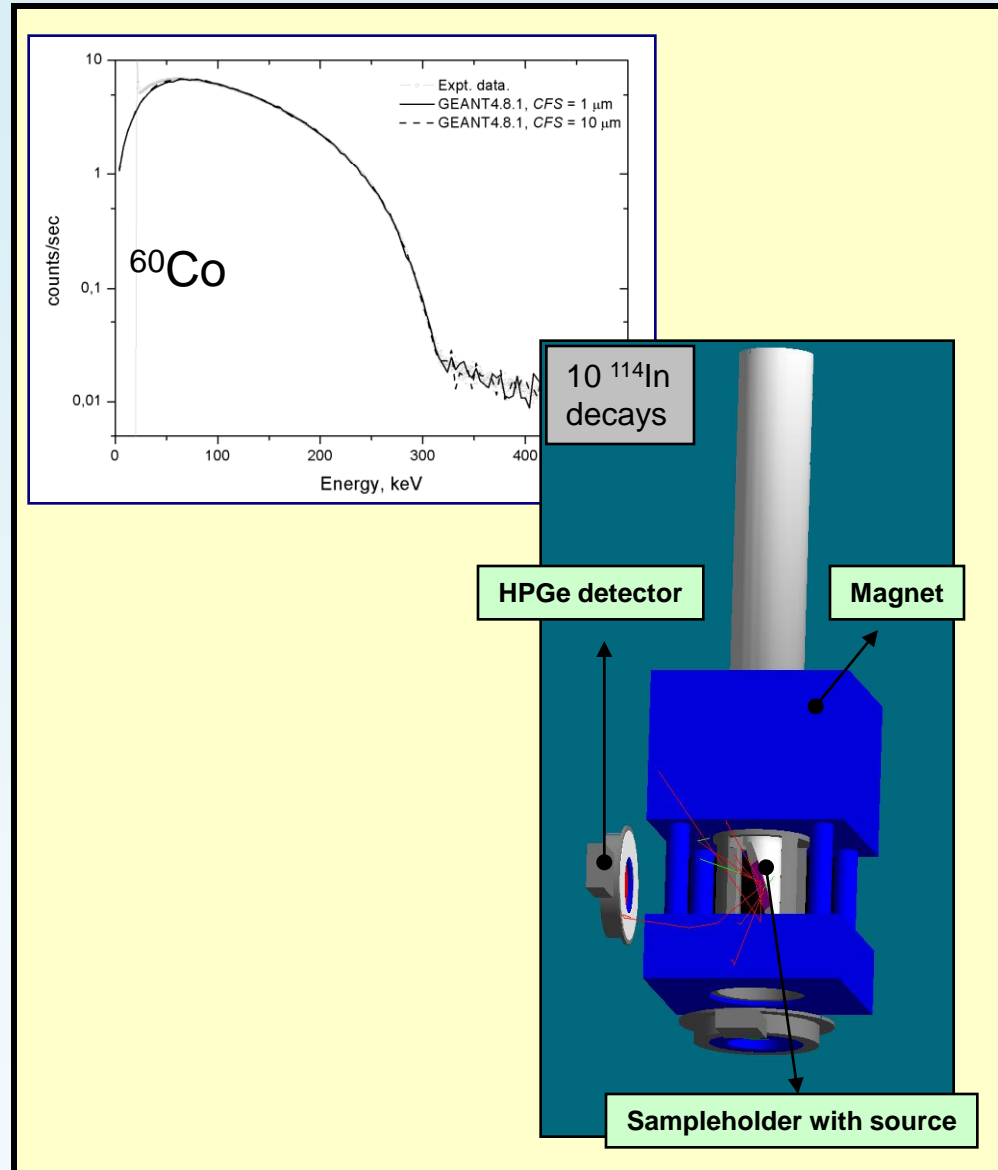 10
1
0,1
0,01
counts/sec
Expt. data.
GEANT4.8.1, CFS = 1 μm
GEANT4.8.1, CFS = 10 μm
⁶⁰Co
0 100 200 300 400
Energy, keV
10 ¹¹⁴In
decays
HPGe detector
Magnet
Sampleholder with source